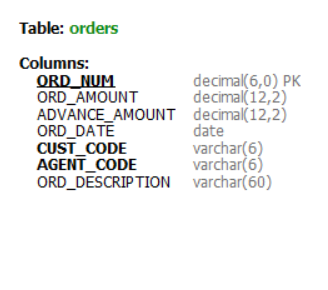 Table: orders
Columns:
ORD_NUM decimal(6,0) PK
ORD_AMOUNT decimal(12,2)
ADVANCE_AMOUNT decimal(12,2)
ORD_DATE date
CUST_CODE varchar(6)
AGENT_CODE varchar(6)
ORD_DESCRIPTION varchar(60)